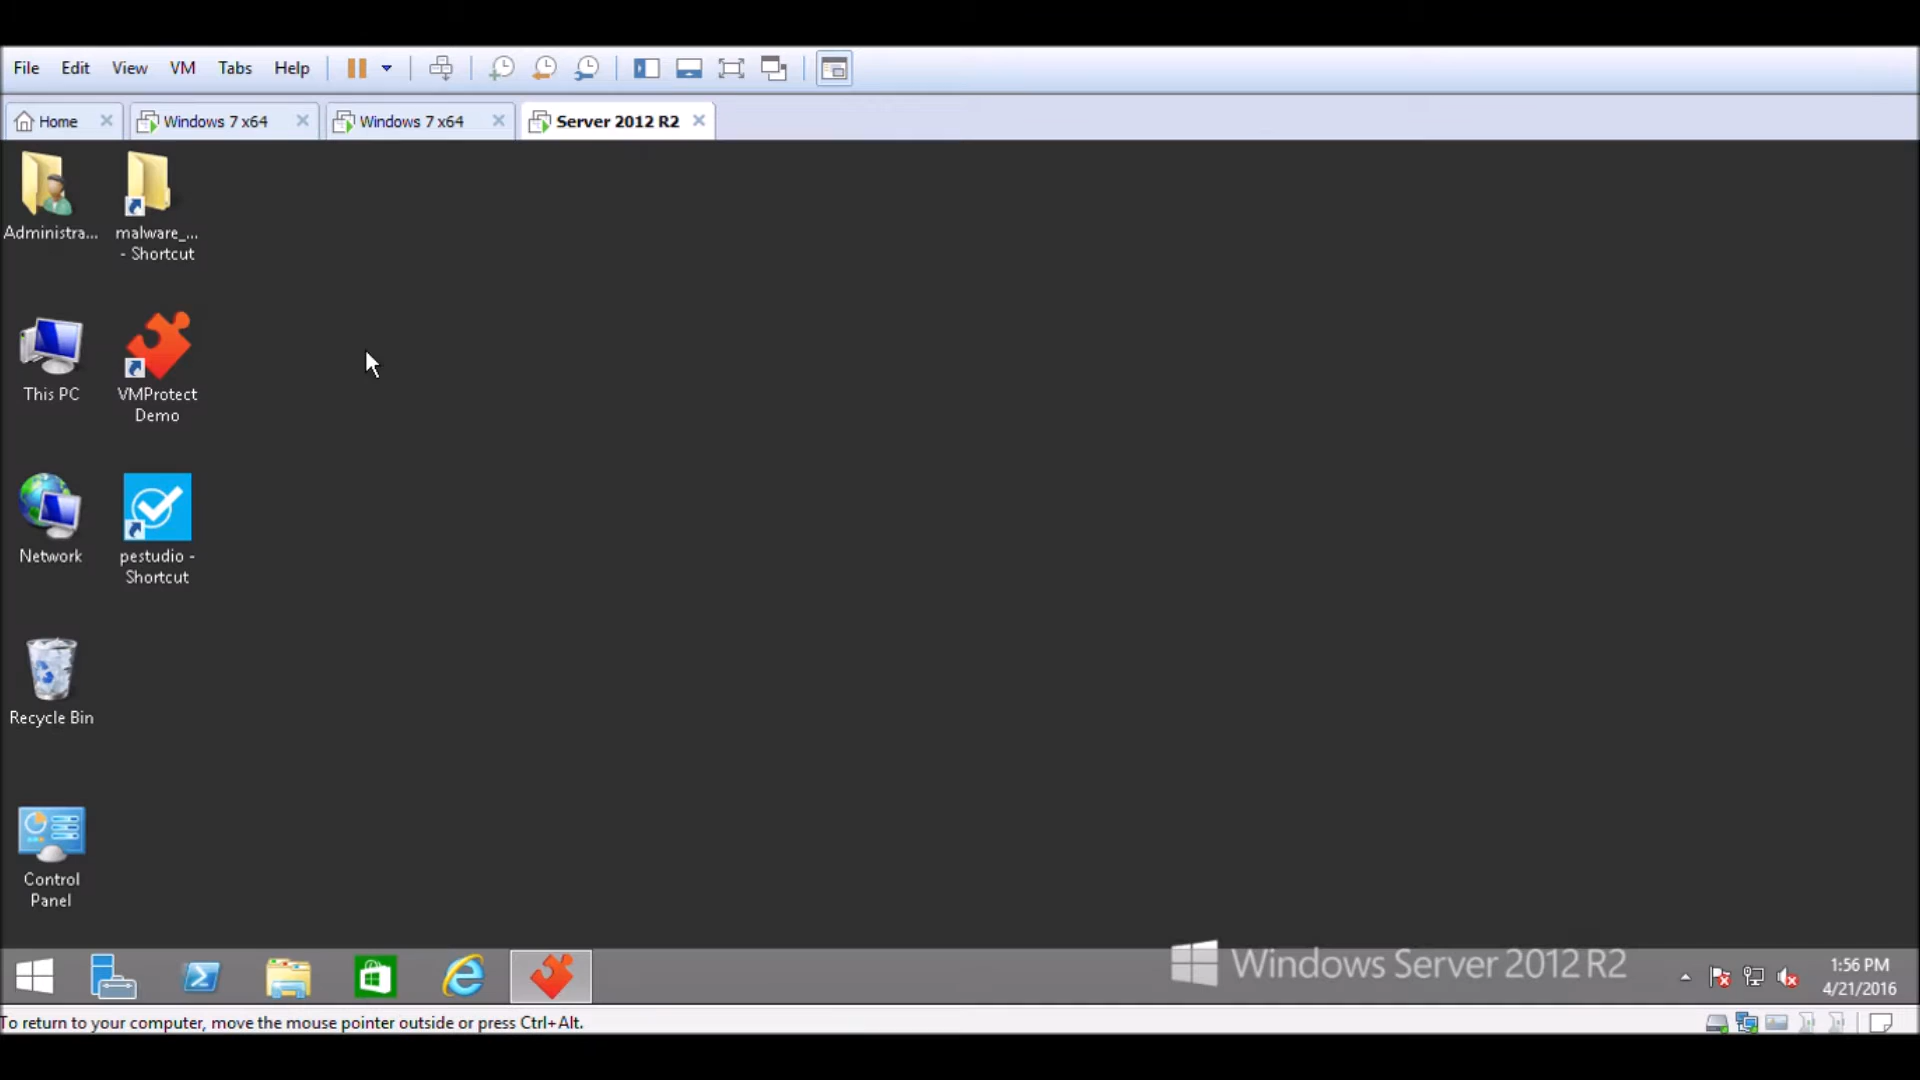 File Edit View VM Tabs Help
Home Windows 7 x64 Windows 7 x64 Server 2012 R2
Administra...
malware_...
- Shortcut
This PC
VMProtect
Demo
Network
pestudio -
Shortcut
Recycle Bin
Control
Panel
Windows Server 2012 R2
1:56 PM
4/21/2016
To return to your computer, move the mouse pointer outside or press Ctrl+Alt.